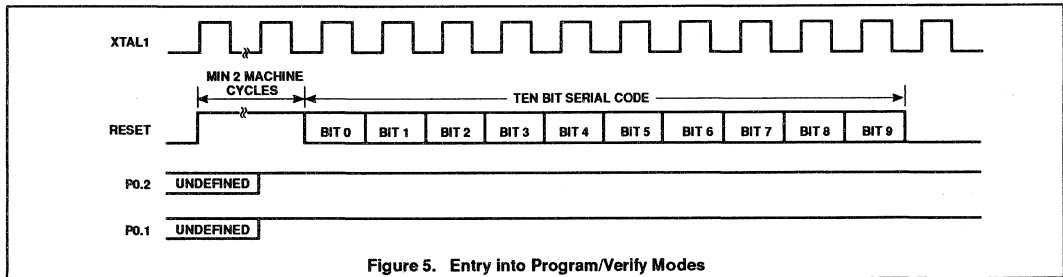 XTAL1
MIN 2 MACHINE
CYCLES
TEN BIT SERIAL CODE
RESET
BIT 0 BIT 1 BIT 2 BIT 3 BIT 4 BIT 5 BIT 6 BIT 7 BIT 8 BIT 9
P0.2 UNDEFINED
P0.1 UNDEFINED
Figure 5. Entry into Program/Verify Modes